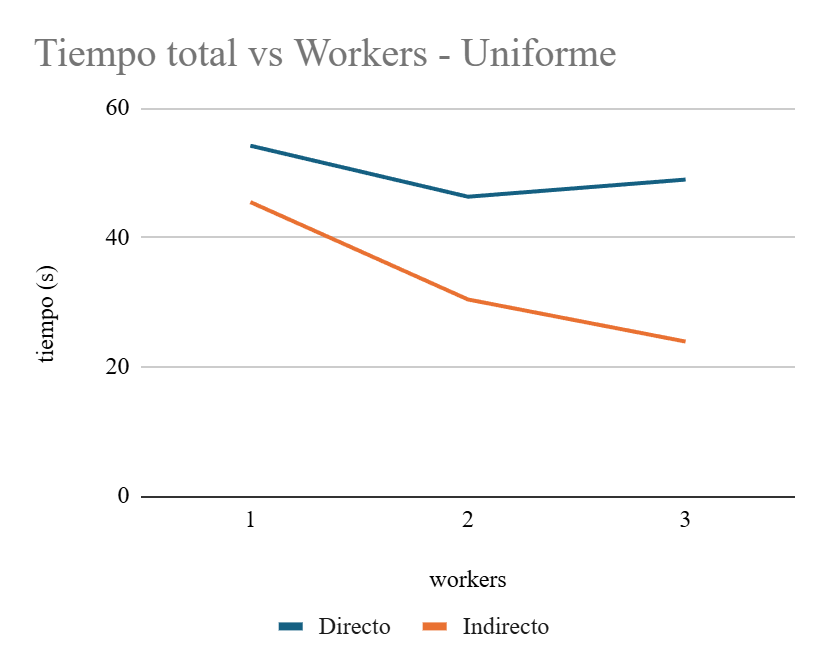 Tiempo total vs Workers - Uniforme
60
40
20
0
tiempo (s)
1 2 3
workers
Directo Indirecto